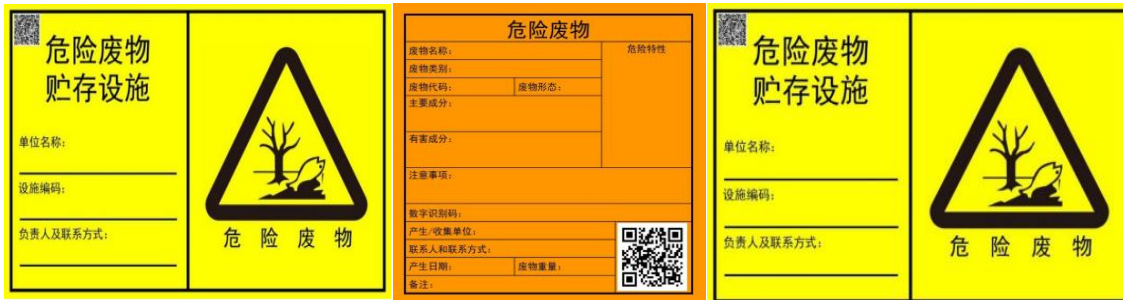 危险废物
贮存设施
单位名称：
设施编码：
负责人及联系方式：
危险废物
危险废物
废物名称：
危险特性
废物类别：
废物代码：
废物形态：
主要成分：
有害成分：
注意事项：
数字识别码：
产生/收集单位：
联系人和联系方式：
产生日期：
废物重量：
备注：
危险废物
贮存设施
单位名称：
设施编码：
负责人及联系方式：
危险废物